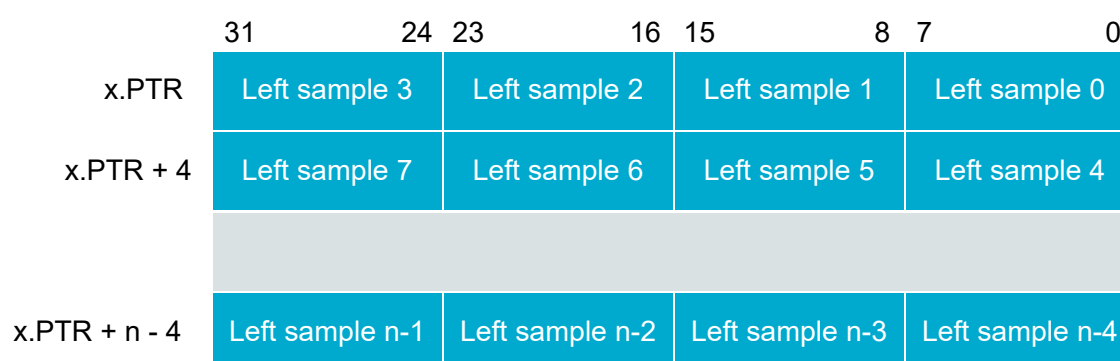 31 24 23 16 15 8 7 0
x.PTR Left sample 3 Left sample 2 Left sample 1 Left sample 0
x.PTR + 4 Left sample 7 Left sample 6 Left sample 5 Left sample 4
x.PTR + n - 4 Left sample n-1 Left sample n-2 Left sample n-3 Left sample n-4